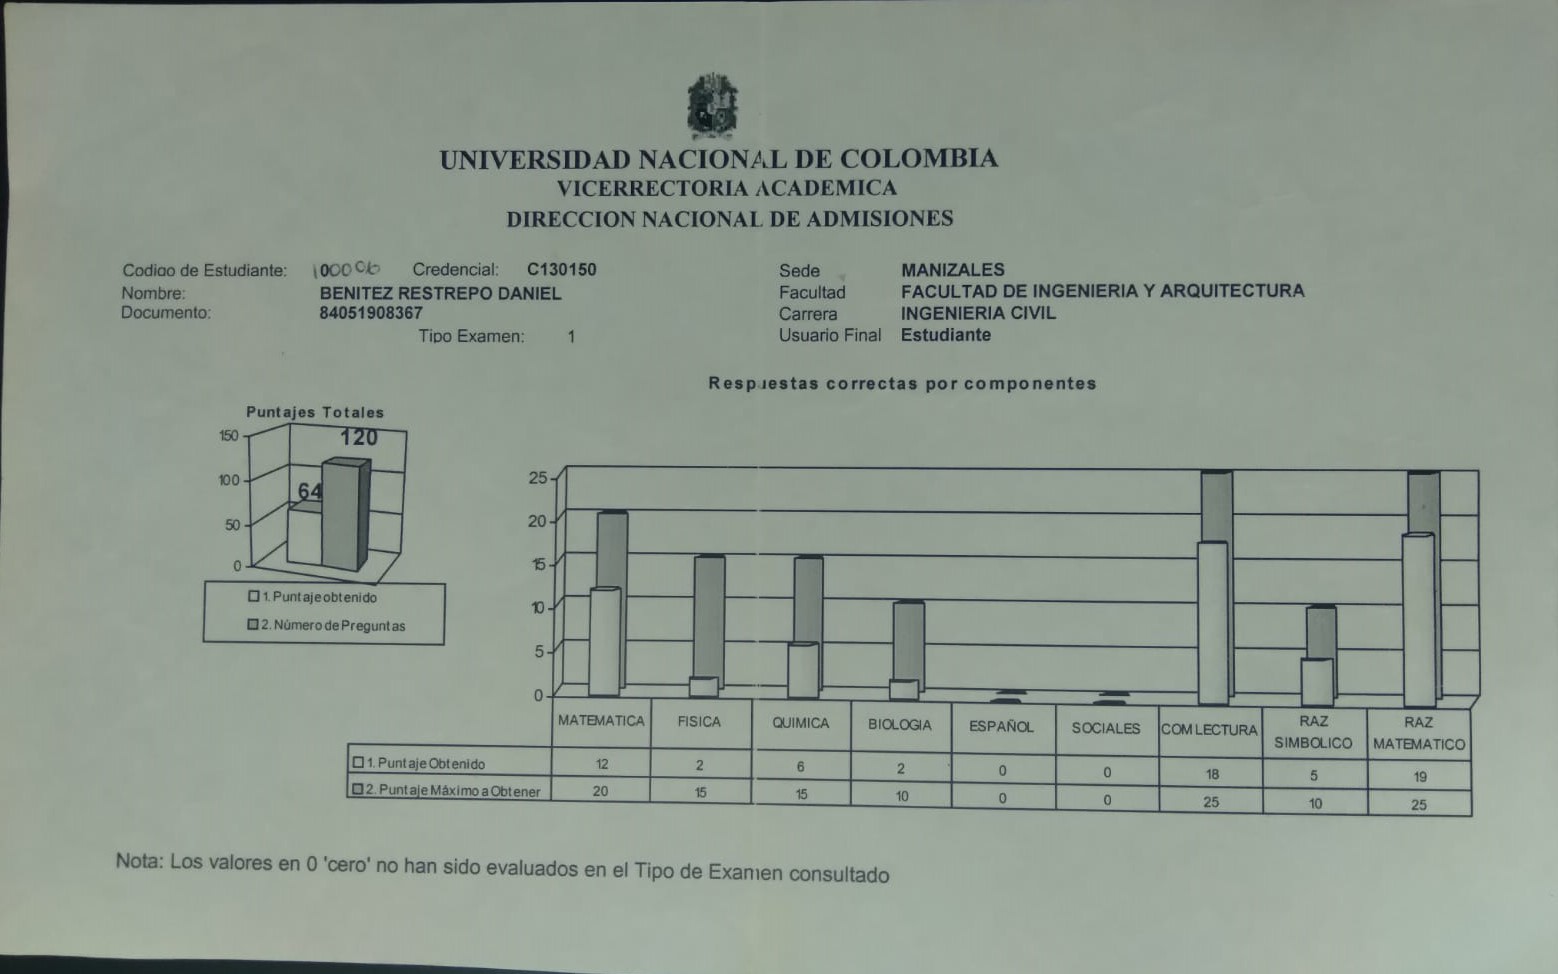 UNIVERSIDAD NACIONAL DE COLOMBIA
VICERRECTORIA ACADEMICA
DIRECCION NACIONAL DE ADMISIONES
Codigo de Estudiante: Credencial: C130150
Nombre: BENITEZ RESTREPO DANIEL
Documento: 84051908367
Tipo Examen: 1
Sede MANIZALES
Facultad FACULTAD DE INGENIERIA Y ARQUITECTURA
Carrera INGENIERIA CIVIL
Usuario Final Estudiante
Respuestas correctas por componentes
Puntajes Totales
150
120
100
64
50
0
1. Puntaje obtenido
2. Número de Preguntas
25
20
15
10
5
0
MATEMATICA FISICA QUIMICA BIOLOGIA ESPAÑOL SOCIALES COM LECTURA RAZ SIMBOLICO RAZ MATEMATICO
1. Puntaje Obtenido 12 2 6 2 0 0 18 5 19
2. Puntaje Máximo a Obtener 20 15 15 10 0 0 25 10 25
Nota: Los valores en 0 'cero' no han sido evaluados en el Tipo de Examen consultado